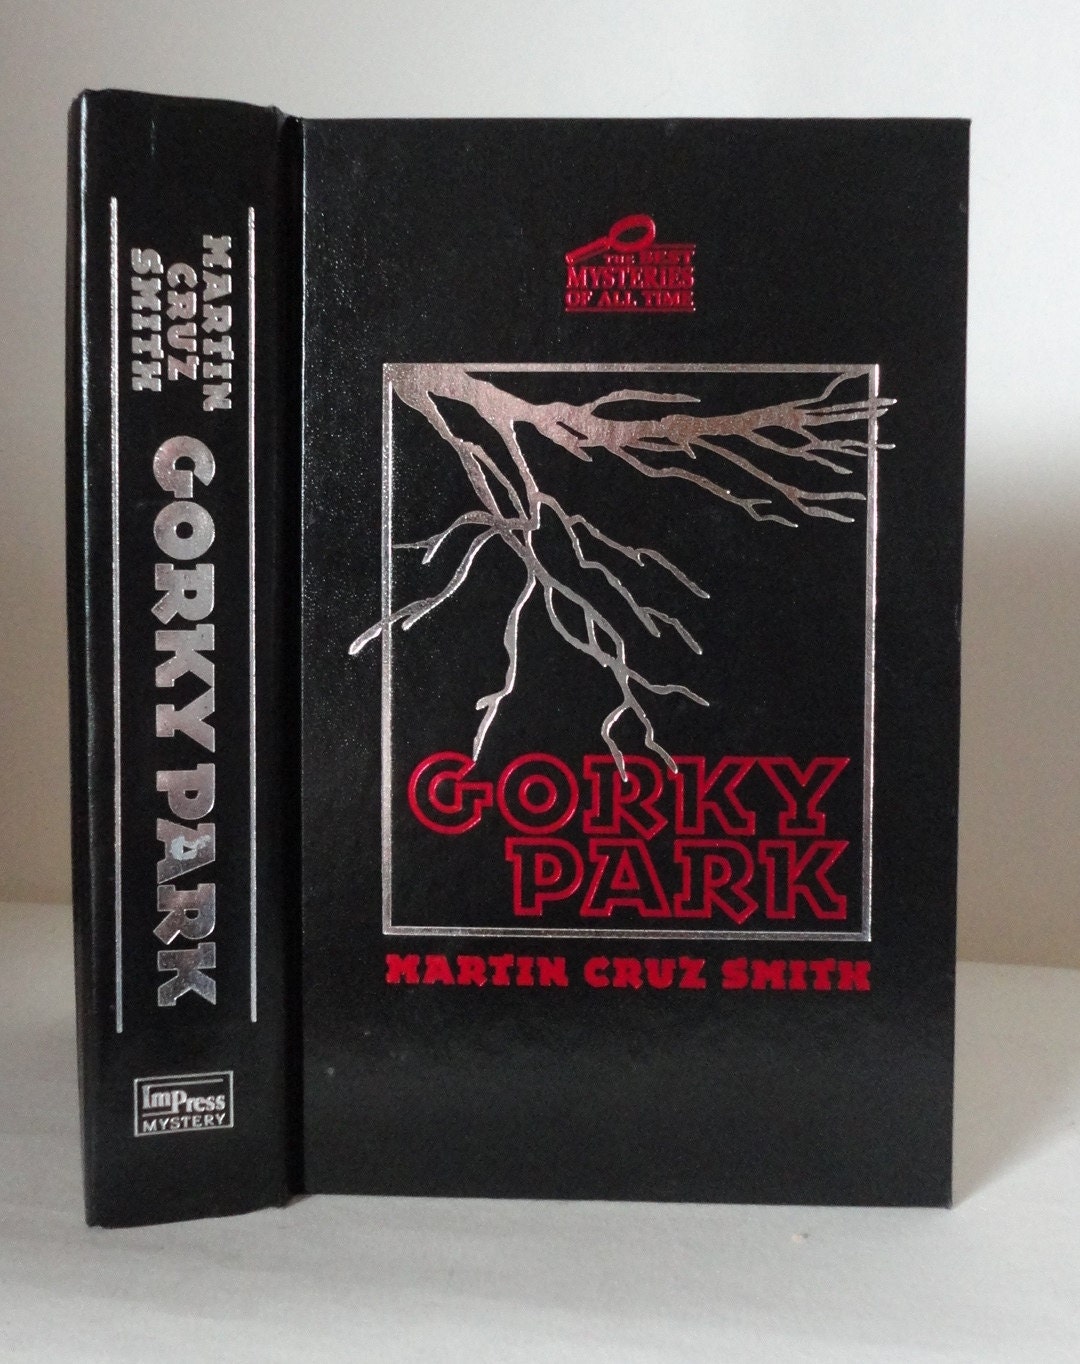 MARTIN
CRUZ
SMITH
GORKY PARK
ImPress
MYSTERY
THE BEST
MYSTERIES
OF ALL TIME
GORKY
PARK
MARTIN CRUZ SMITH